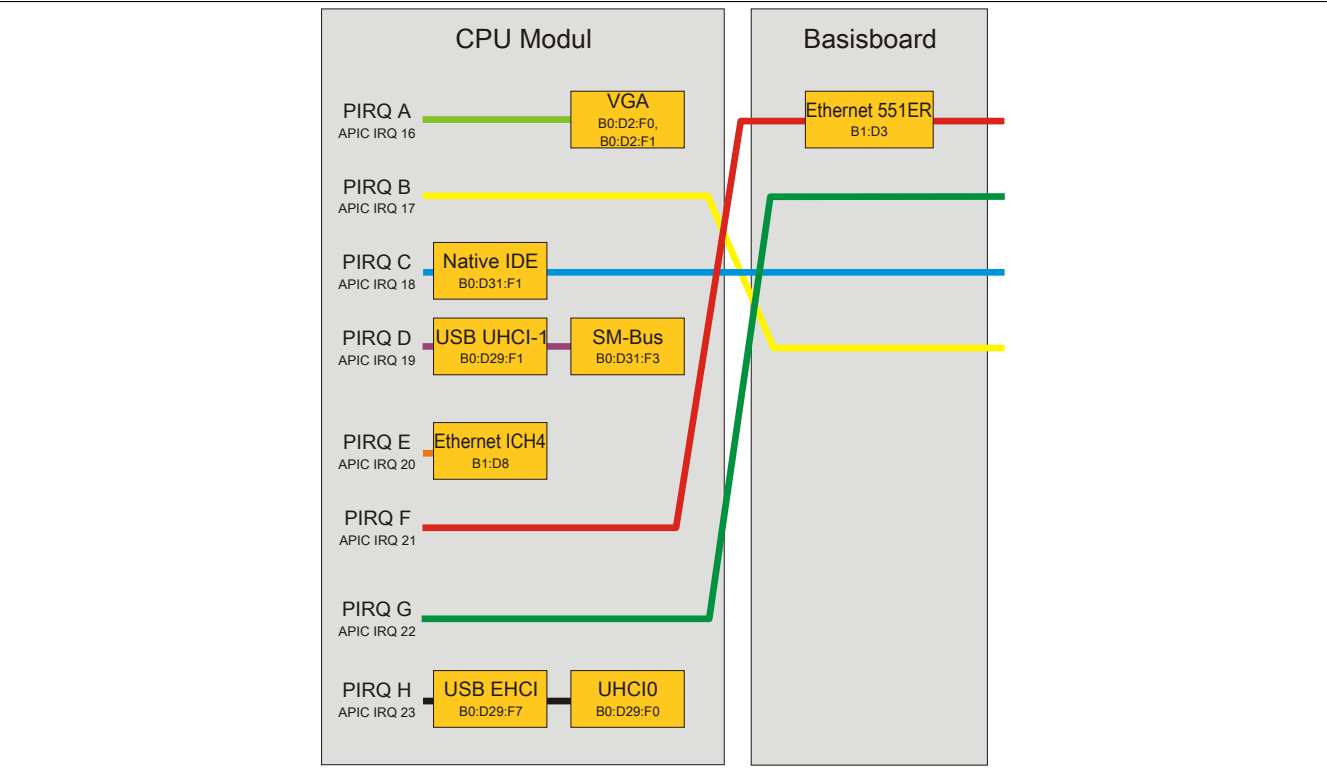 CPU Modul
Basisboard
PIRQ A
APIC IRQ 16
VGA
B0:D2:F0,
B0:D2:F1
Ethernet 551ER
B1:D3
PIRQ B
APIC IRQ 17
PIRQ C
APIC IRQ 18
Native IDE
B0:D31:F1
PIRQ D
APIC IRQ 19
USB UHCI-1
B0:D29:F1
SM-Bus
B0:D31:F3
PIRQ E
APIC IRQ 20
Ethernet ICH4
B1:D8
PIRQ F
APIC IRQ 21
PIRQ G
APIC IRQ 22
PIRQ H
APIC IRQ 23
USB EHCI
B0:D29:F7
UHCI0
B0:D29:F0